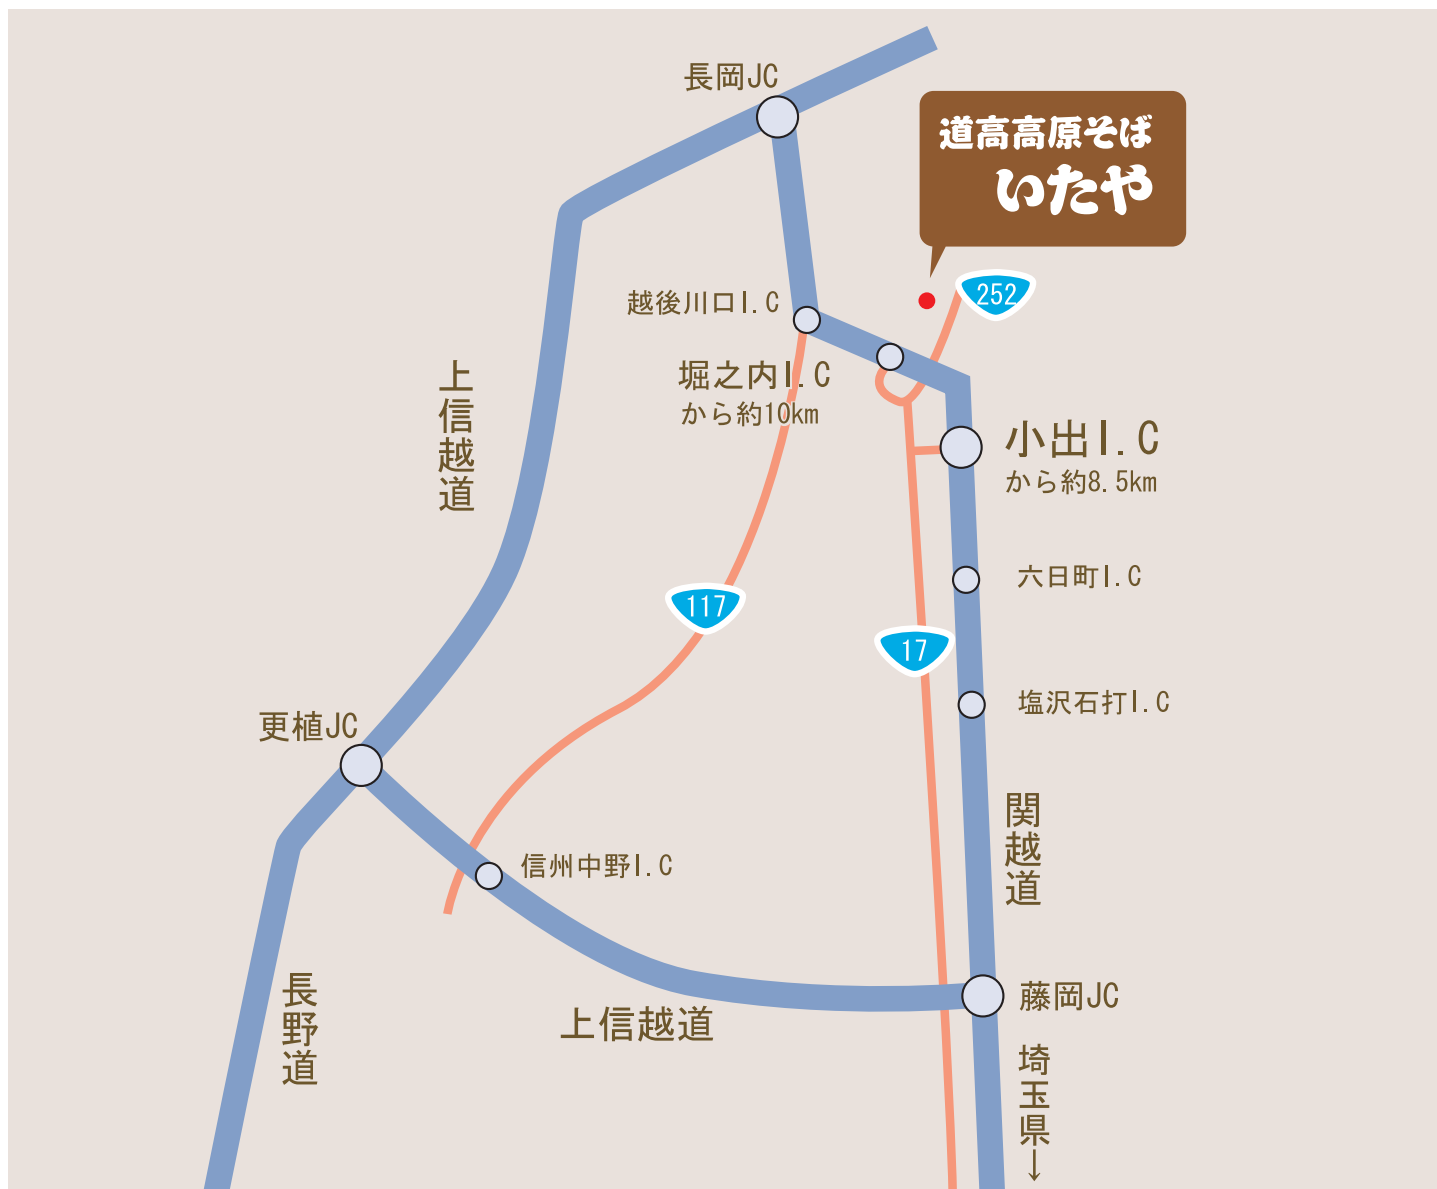 長岡JC
道高高原そば
いたや
252
越後川口I.C
堀之内I.C
から約10km
上信越道
小出I.C
から約8.5km
六日町I.C
117
17
塩沢石打I.C
更植JC
関越道
信州中野I.C
長野道
上信越道
藤岡JC
埼玉県→